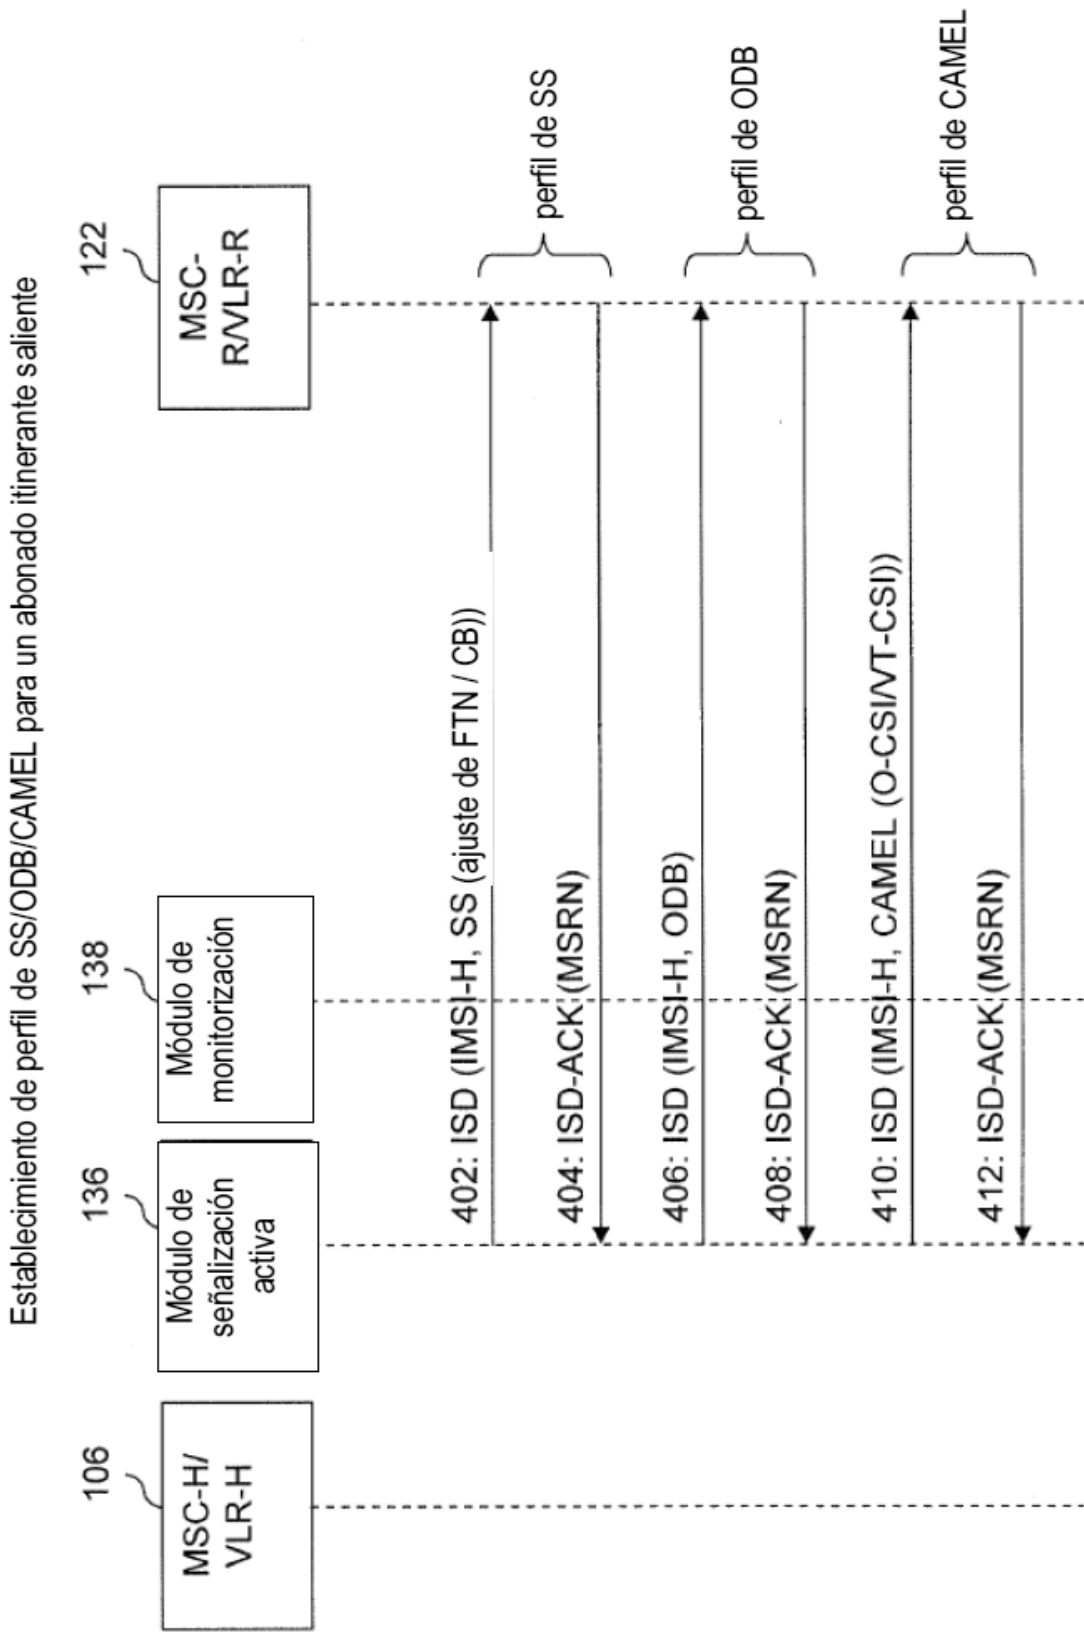 Establecimiento de perfil de SS/ODB/CAMEL para un abonado itinerante saliente
106
136
138
122
MSC-H/
VLR-H
Módulo de
señalización
activa
Módulo de
monitorización
MSC-
R/VLR-R
402: ISD (IMSI-H, SS (ajuste de FTN / CB))
404: ISD-ACK (MSRN)
perfil de SS
406: ISD (IMSI-H, ODB)
408: ISD-ACK (MSRN)
perfil de ODB
410: ISD (IMSI-H, CAMEL (O-CSI/VT-CSI))
412: ISD-ACK (MSRN)
perfil de CAMEL